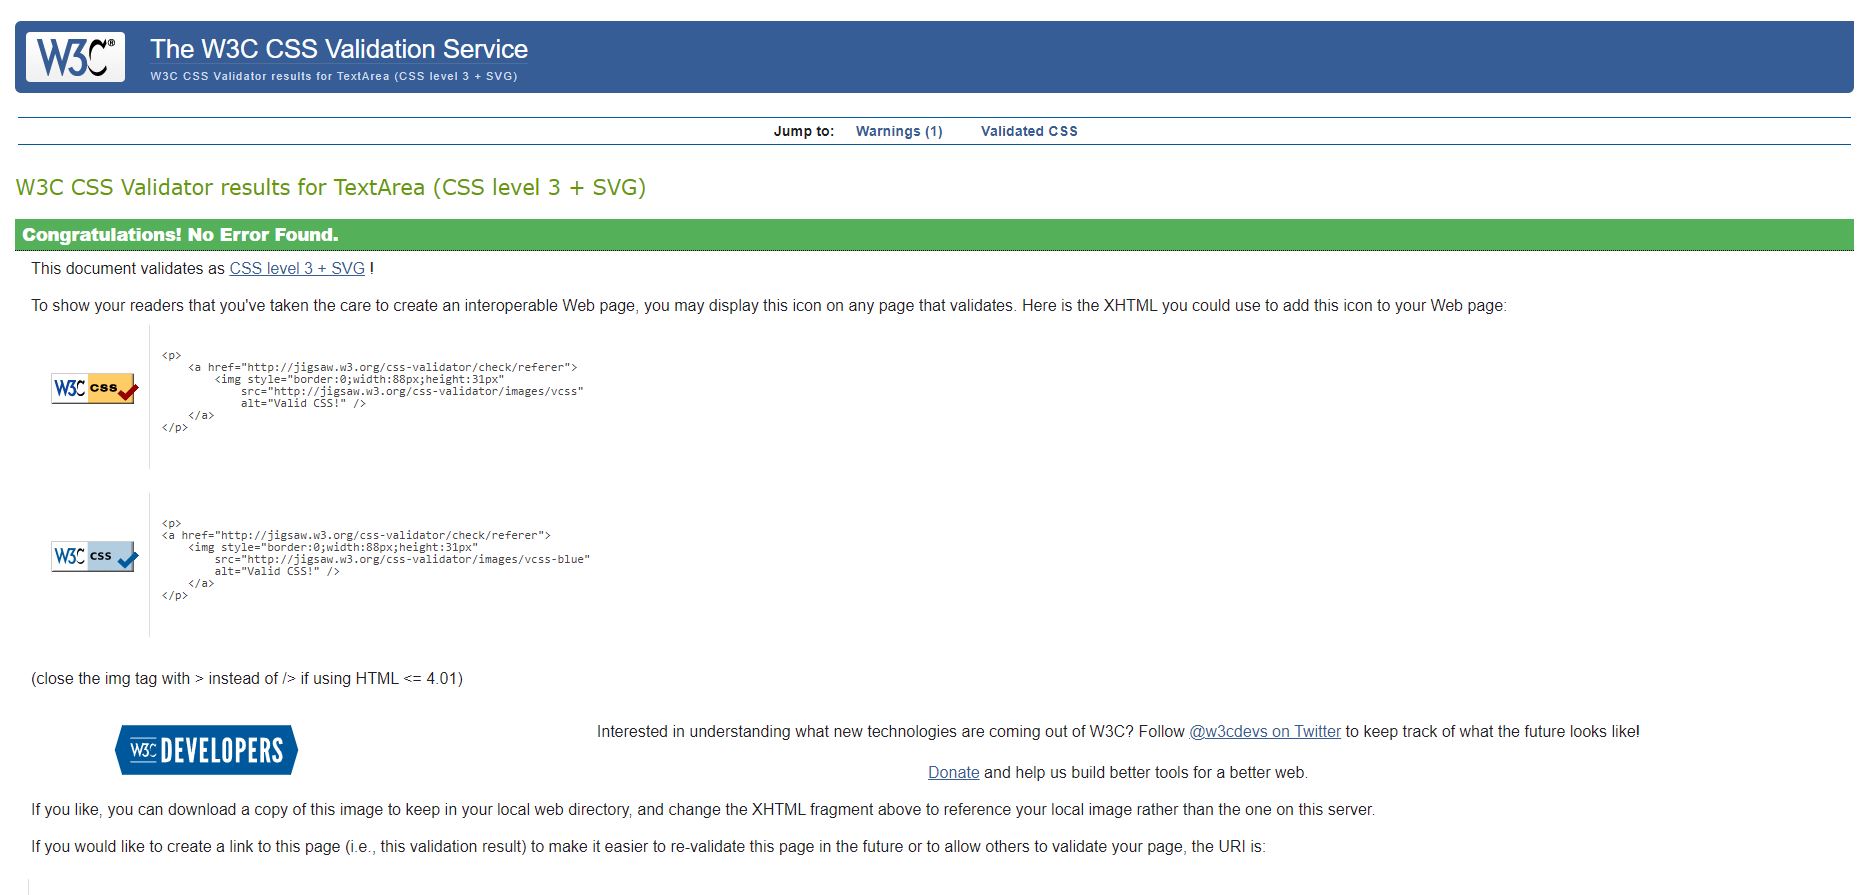 W3C®
The W3C CSS Validation Service
W3C CSS Validator results for TextArea (CSS level 3 + SVG)
Jump to: Warnings (1) Validated CSS
W3C CSS Validator results for TextArea (CSS level 3 + SVG)
Congratulations! No Error Found.
This document validates as CSS level 3 + SVG !
To show your readers that you've taken the care to create an interoperable Web page, you may display this icon on any page that validates. Here is the XHTML you could use to add this icon to your Web page:
W3C css
<p>
    <a href="http://jigsaw.w3.org/css-validator/check/referer">
        <img style="border:0;width:88px;height:31px"
            src="http://jigsaw.w3.org/css-validator/images/vcss"
            alt="Valid CSS!" />
    </a>
</p>
W3C css
<p>
<a href="http://jigsaw.w3.org/css-validator/check/referer">
    <img style="border:0;width:88px;height:31px"
        src="http://jigsaw.w3.org/css-validator/images/vcss-blue"
        alt="Valid CSS!" />
    </a>
</p>
(close the img tag with > instead of /> if using HTML <= 4.01)
W3C DEVELOPERS
Interested in understanding what new technologies are coming out of W3C? Follow @w3cdevs on Twitter to keep track of what the future looks like!
Donate and help us build better tools for a better web.
If you like, you can download a copy of this image to keep in your local web directory, and change the XHTML fragment above to reference your local image rather than the one on this server.
If you would like to create a link to this page (i.e., this validation result) to make it easier to re-validate this page in the future or to allow others to validate your page, the URI is: